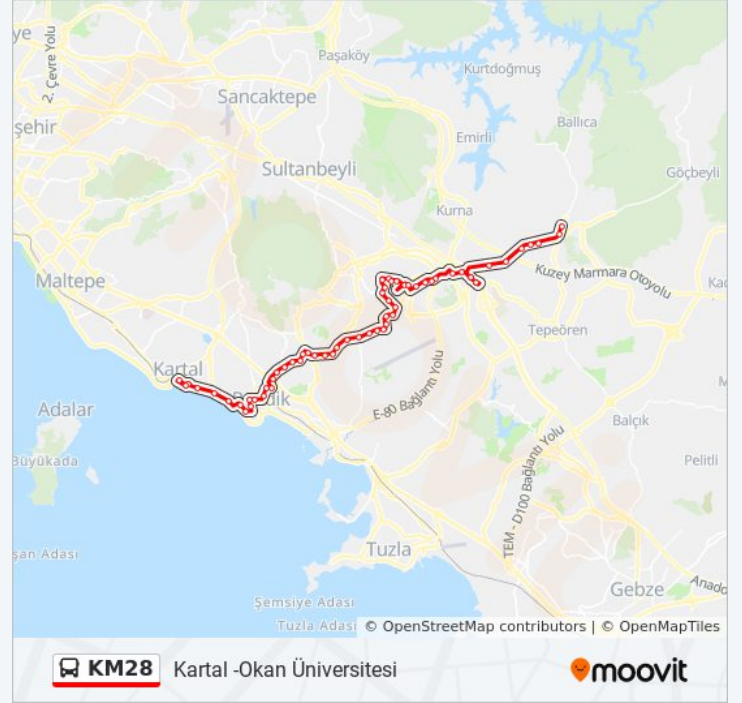 ye
2. Çevre Yolu
Paşaköy
Kurtdoğmuş
Sancaktepe
şehir
Ballıca
Emirli
Sultanbeyli
Göçbeyli
Kurna
Maltepe
Kuzey Marmara Otoyolu
Tepeören
Kartal
Adalar
E-80 Bağlantı Yolu
Balçık
Büyükada
TEM - D100 Bağlantı Yolu
Pelitli
şan Adası
Tuzla
Gebze
Anado
Şemsiye Adası
Tuzla Adası
© OpenStreetMap contributors | © OpenMapTiles
KM28 Kartal -Okan Üniversitesi
moovit